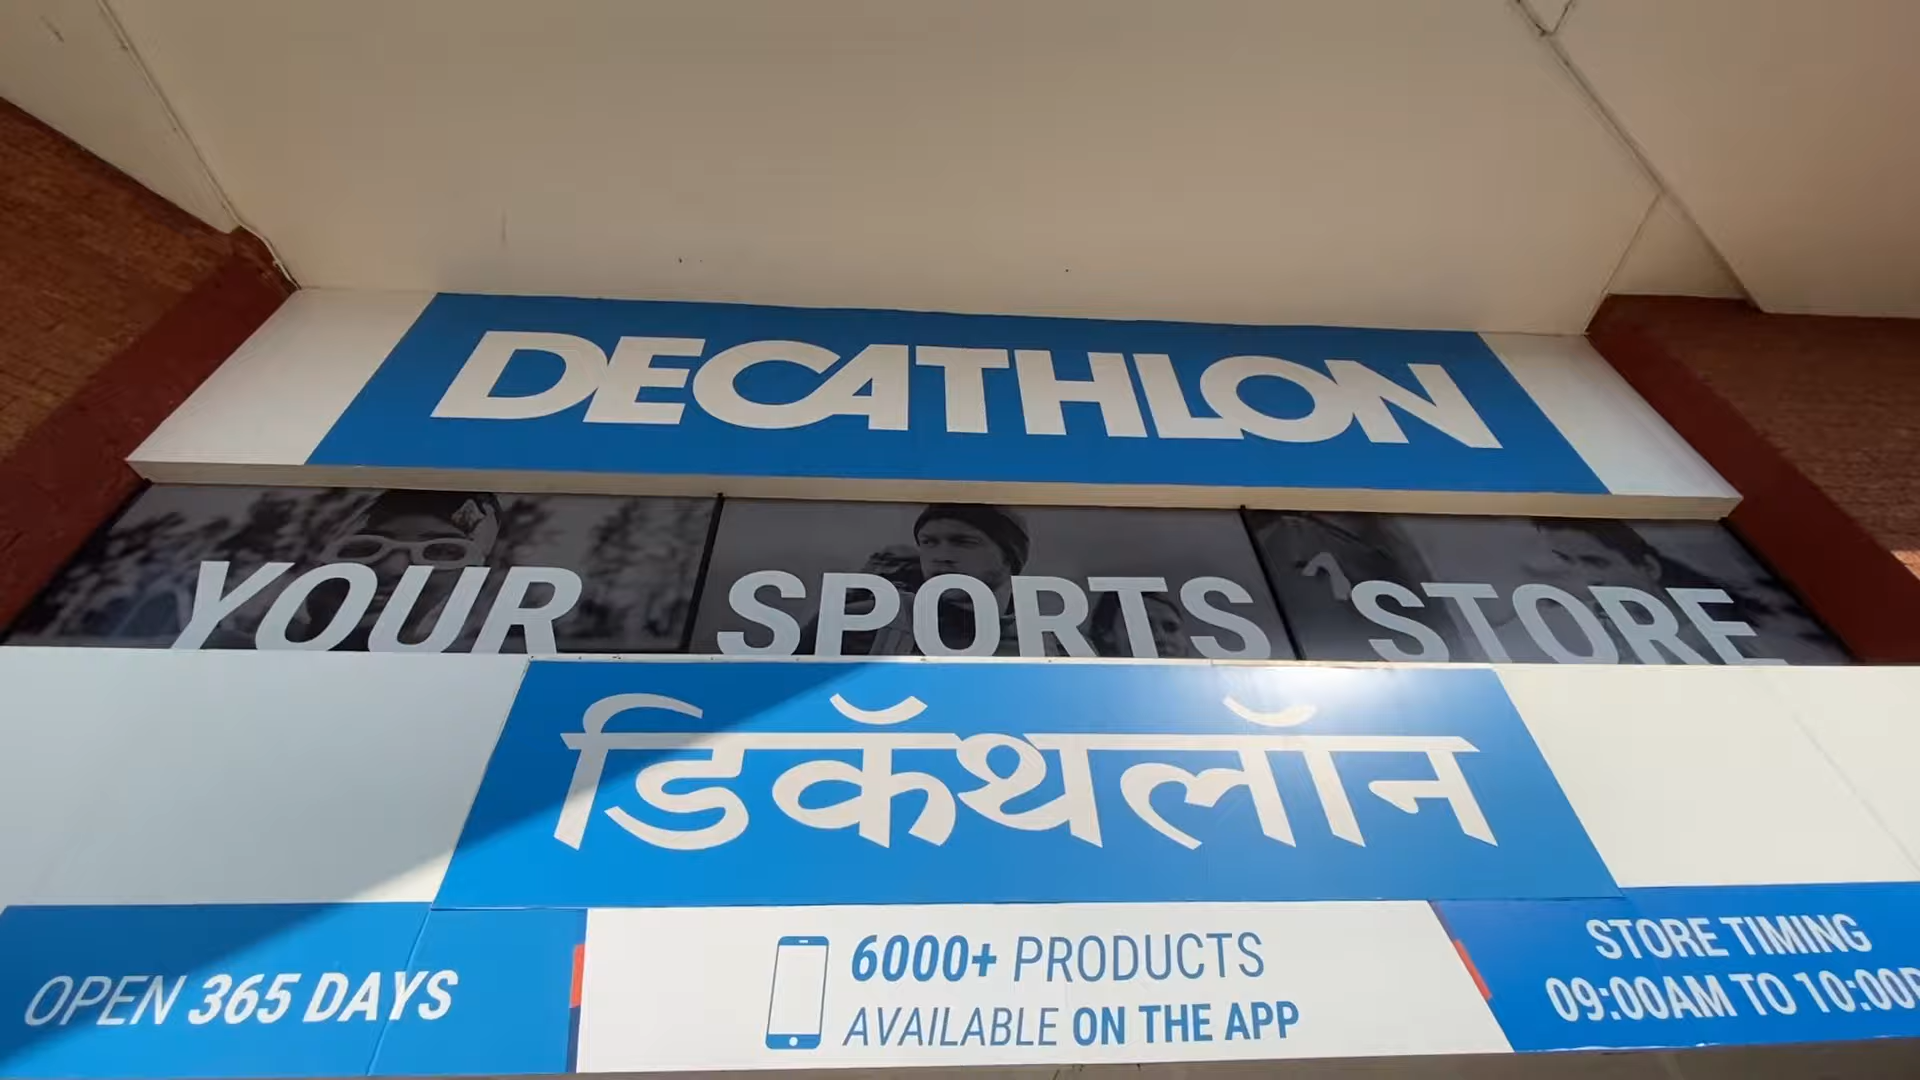 DECATHLON
YOUR SPORTS STORE
डिकॅथलॉन
OPEN 365 DAYS
6000+ PRODUCTS
AVAILABLE ON THE APP
STORE TIMING
09:00AM TO 10:00P